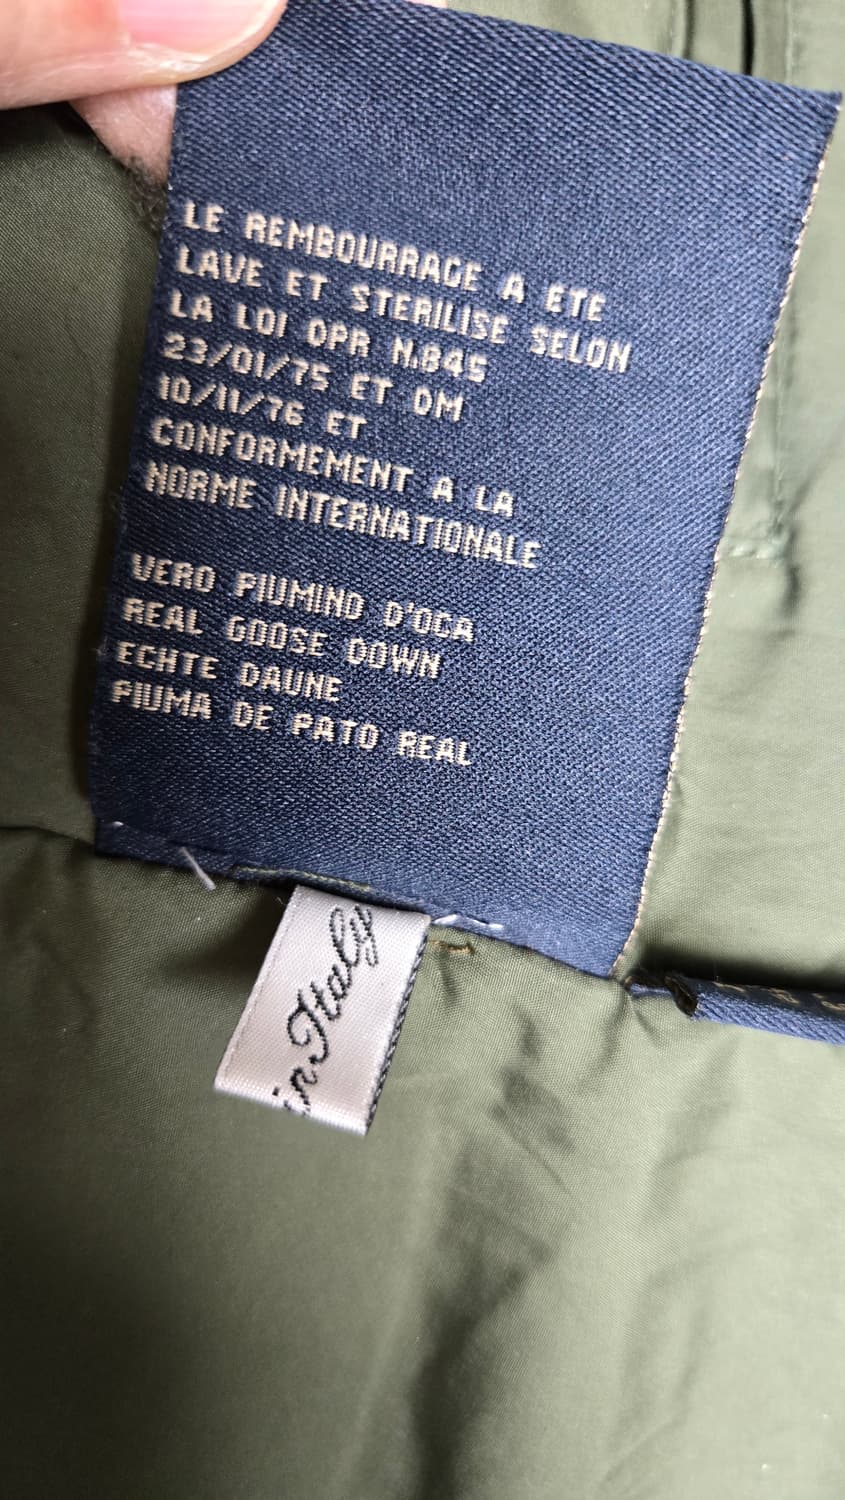 LE REMBOURRAGE A ETE
LAVE ET STERILISE SELON
LA LOI OPR N.845
23/01/75 ET DM
10/11/76 ET
CONFORMEMENT A LA
NORME INTERNATIONALE
VERO PIUMINO D'OCA
REAL GOOSE DOWN
ECHTE DAUNE
PIUMA DE PATO REAL
in Italy